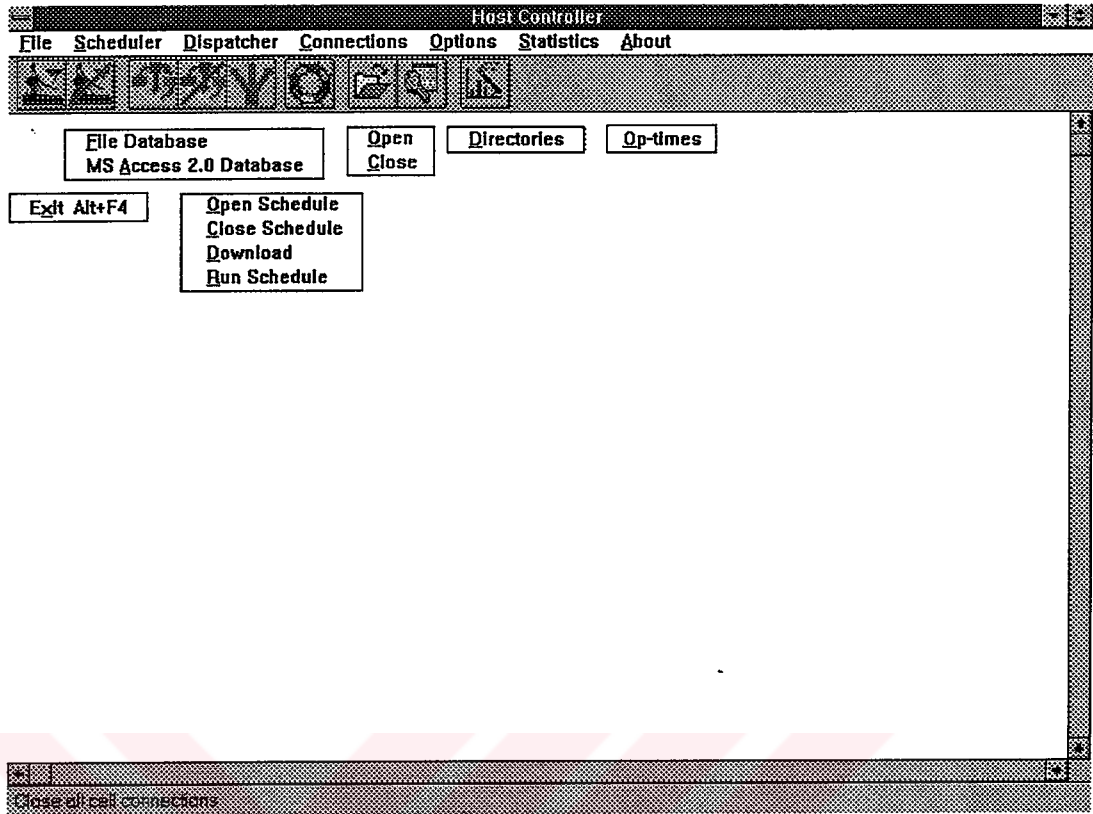 Host Controller
File Scheduler Dispatcher Connections Options Statistics About
File Database
MS Access 2.0 Database
Open
Close
Directories
Op-times
Exit Alt+F4
Open Schedule
Close Schedule
Download
Run Schedule
Close all cell connections